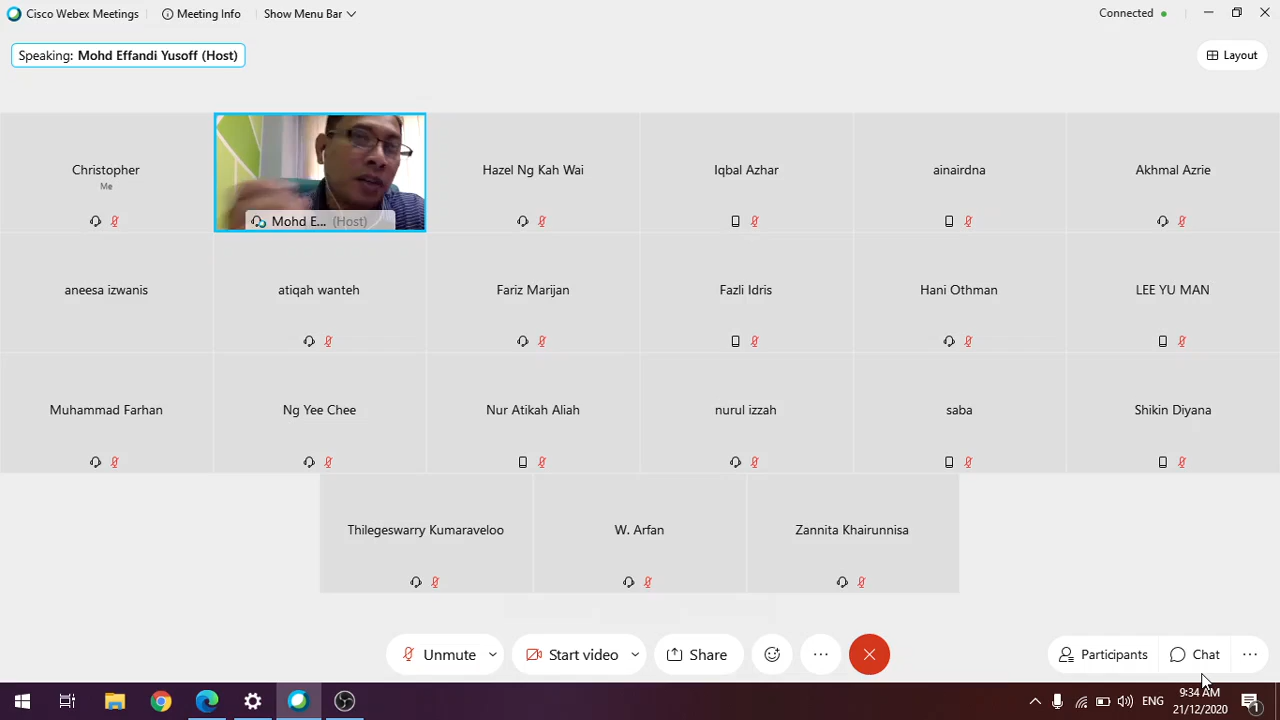 Cisco Webex Meetings
Meeting Info
Show Menu Bar
Connected
Speaking: Mohd Effandi Yusoff (Host)
Layout
Christopher
Me
Mohd E... (Host)
Hazel Ng Kah Wai
Iqbal Azhar
ainairdna
Akhmal Azrie
aneesa izwanis
atiqah wanteh
Fariz Marijan
Fazli Idris
Hani Othman
LEE YU MAN
Muhammad Farhan
Ng Yee Chee
Nur Atikah Aliah
nurul izzah
saba
Shikin Diyana
Thilegeswarry Kumaraveloo
W. Arfan
Zannita Khairunnisa
Unmute
Start video
Share
Participants
Chat
ENG
9:34 AM
21/12/2020
1